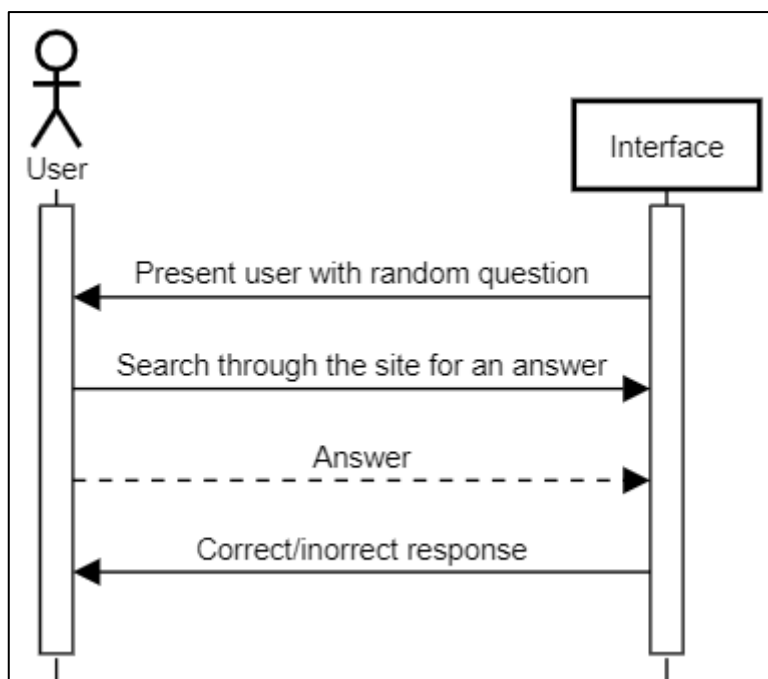 User
Interface
Present user with random question
Search through the site for an answer
Answer
Correct/inorrect response